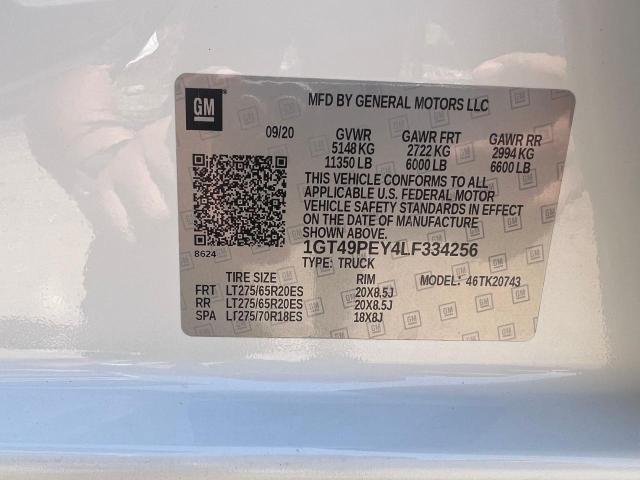 GM
MFD BY GENERAL MOTORS LLC
09/20 GVWR GAWR FRT GAWR RR
5148 KG 2722 KG 2994 KG
11350 LB 6000 LB 6600 LB
THIS VEHICLE CONFORMS TO ALL
APPLICABLE U.S. FEDERAL MOTOR
VEHICLE SAFETY STANDARDS IN EFFECT
ON THE DATE OF MANUFACTURE
SHOWN ABOVE.
8624 1GT49PEY4LF334256
TYPE: TRUCK MODEL: 46TK20743
TIRE SIZE RIM
FRT LT275/65R20ES 20X8.5J
RR LT275/65R20ES 20X8.5J
SPA LT275/70R18ES 18X8J